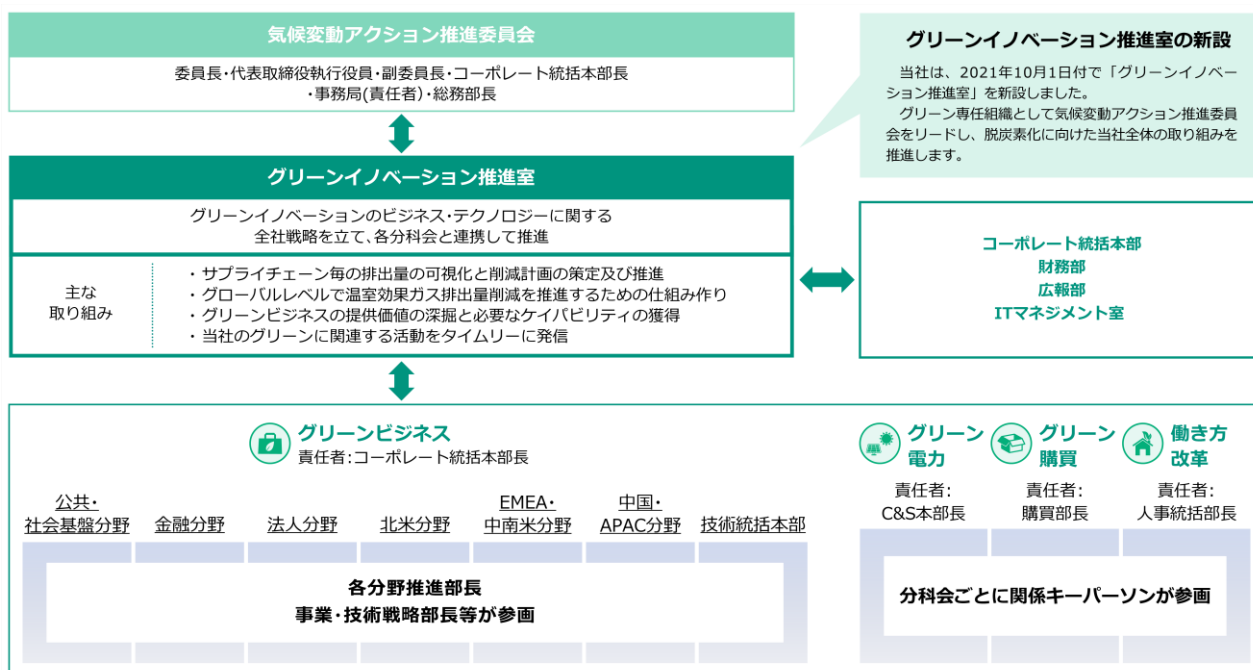 気候変動アクション推進委員会
委員長・代表取締役執行役員・副委員長・コーポレート統括本部長
・事務局(責任者)・総務部長
グリーンイノベーション推進室の新設
当社は、2021年10月1日付で「グリーンイノベー
ション推進室」を新設しました。
グリーン専任組織として気候変動アクション推進委員
会をリードし、脱炭素化に向けた当社全体の取り組みを
推進します。
グリーンイノベーション推進室
グリーンイノベーションのビジネス・テクノロジーに関する
全社戦略を立て、各分科会と連携して推進
主な
取り組み
・サプライチェーン毎の排出量の可視化と削減計画の策定及び推進
・グローバルレベルで温室効果ガス排出量削減を推進するための仕組み作り
・グリーンビジネスの提供価値の深掘と必要なケイパビリティの獲得
・当社のグリーンに関連する活動をタイムリーに発信
コーポレート統括本部
財務部
広報部
ITマネジメント室
グリーンビジネス
責任者:コーポレート統括本部長
公共・
社会基盤分野
金融分野
法人分野
北米分野
EMEA・
中南米分野
中国・
APAC分野
技術統括本部
各分野推進部長
事業・技術戦略部長等が参画
グリーン
電力
責任者:
C&S本部長
グリーン
購買
責任者:
購買部長
働き方
改革
責任者:
人事統括部長
分科会ごとに関係キーパーソンが参画